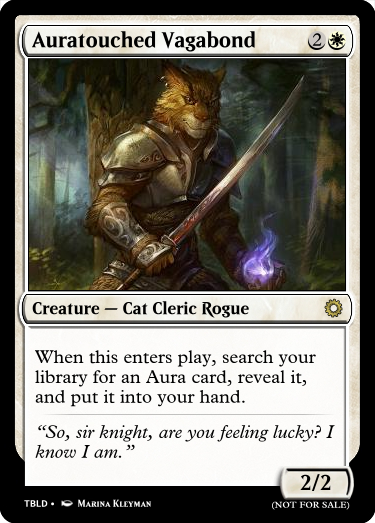 Auratouched Vagabond 2
Creature — Cat Cleric Rogue
When this enters play, search your
library for an Aura card, reveal it,
and put it into your hand.
“So, sir knight, are you feeling lucky? I
know I am.”
2/2
TBLD • Marina Kleyman
(NOT FOR SALE)